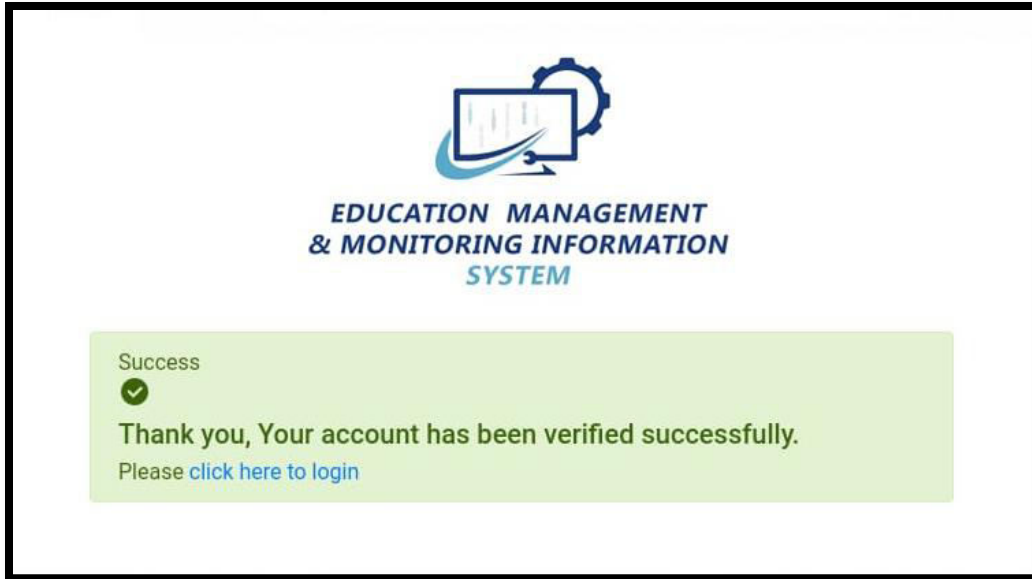 EDUCATION MANAGEMENT
& MONITORING INFORMATION
SYSTEM
Success
Thank you, Your account has been verified successfully.
Please click here to login